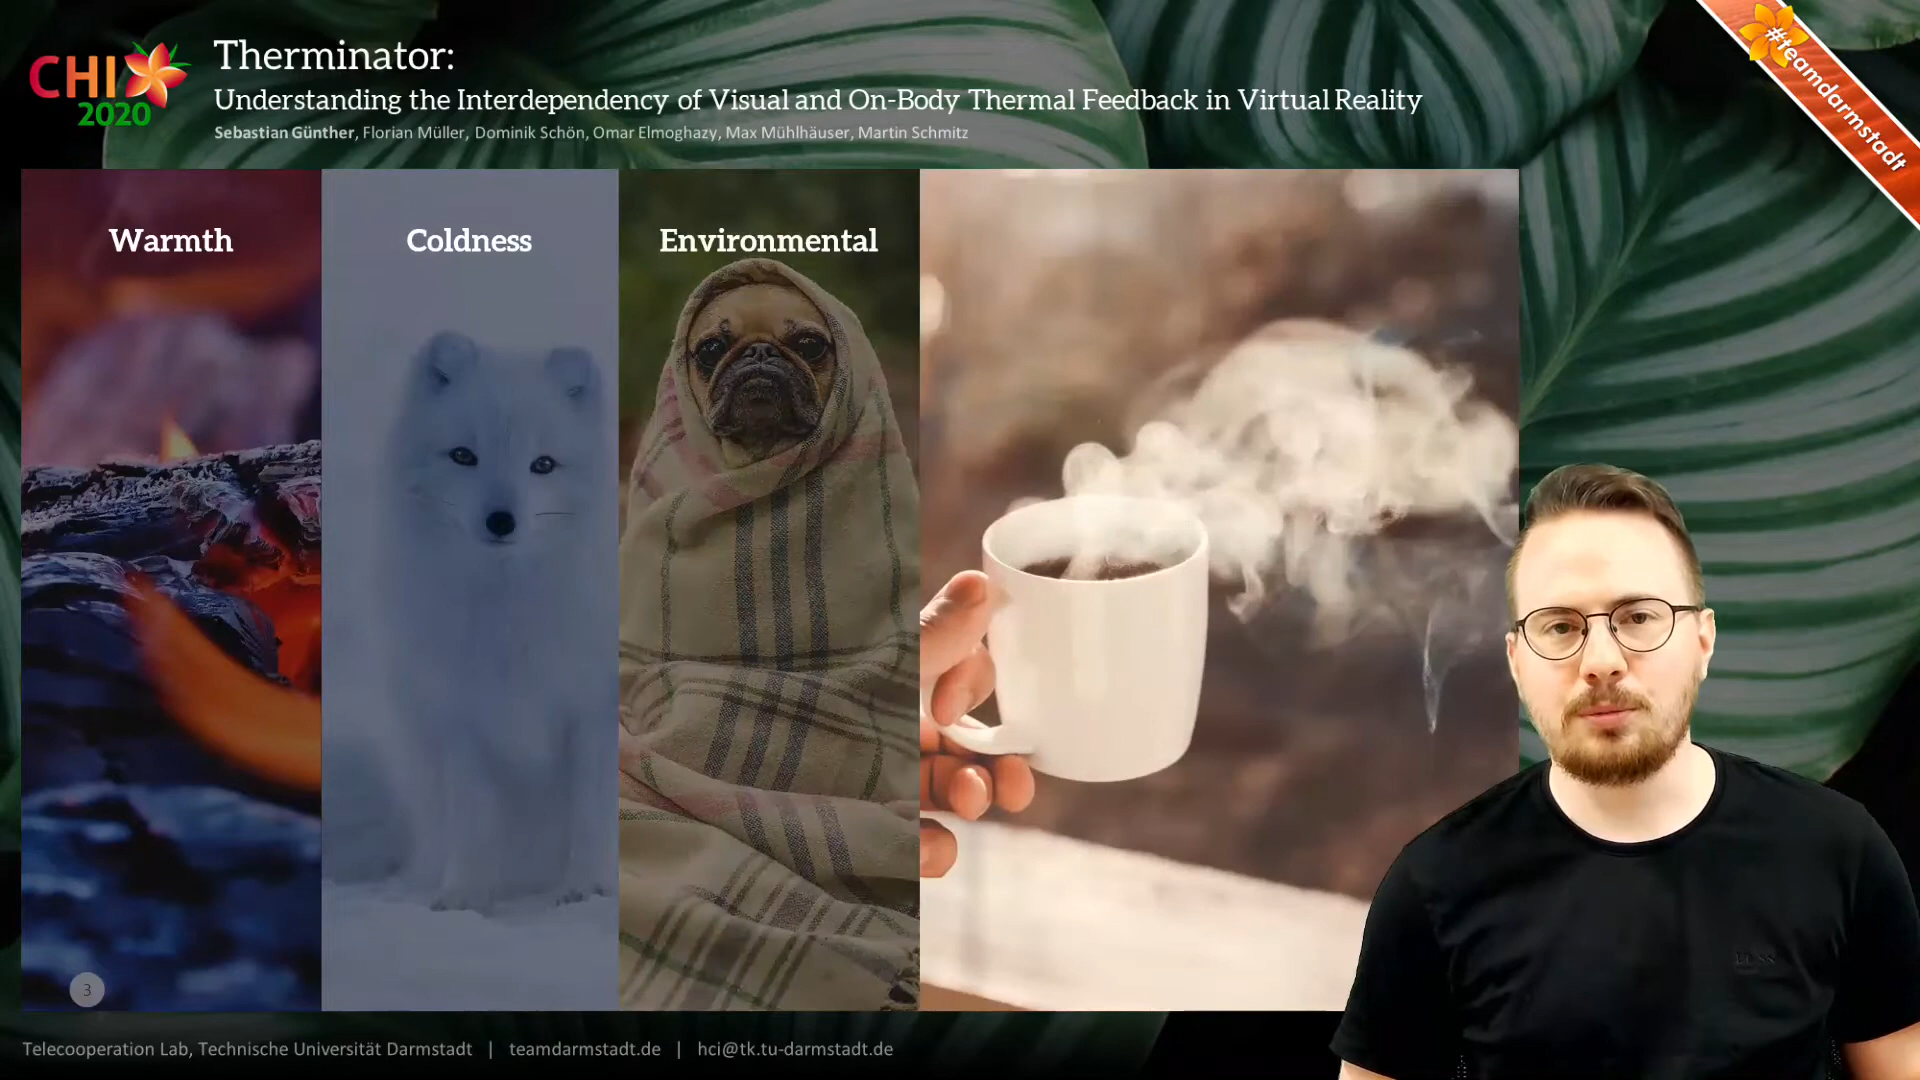 CHI
2020
Therminator:
Understanding the Interdependency of Visual and On-Body Thermal Feedback in Virtual Reality
Sebastian Günther, Florian Müller, Dominik Schön, Omar Elmoghazy, Max Mühlhäuser, Martin Schmitz
#teamdarmstadt
Warmth
Coldness
Environmental
3
Telecooperation Lab, Technische Universität Darmstadt | teamdarmstadt.de | hci@tk.tu-darmstadt.de